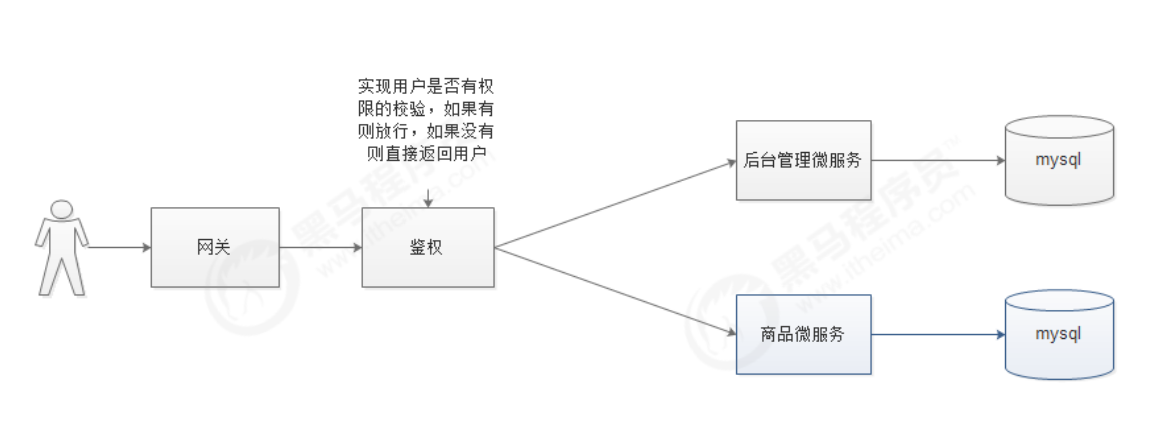 实现用户是否有权
限的校验，如果有
则放行，如果没有
则直接返回用户
网关
鉴权
后台管理微服务
mysql
商品微服务
mysql
黑马程序员
www.itheima.com
黑马程序员™
www.itheima.com